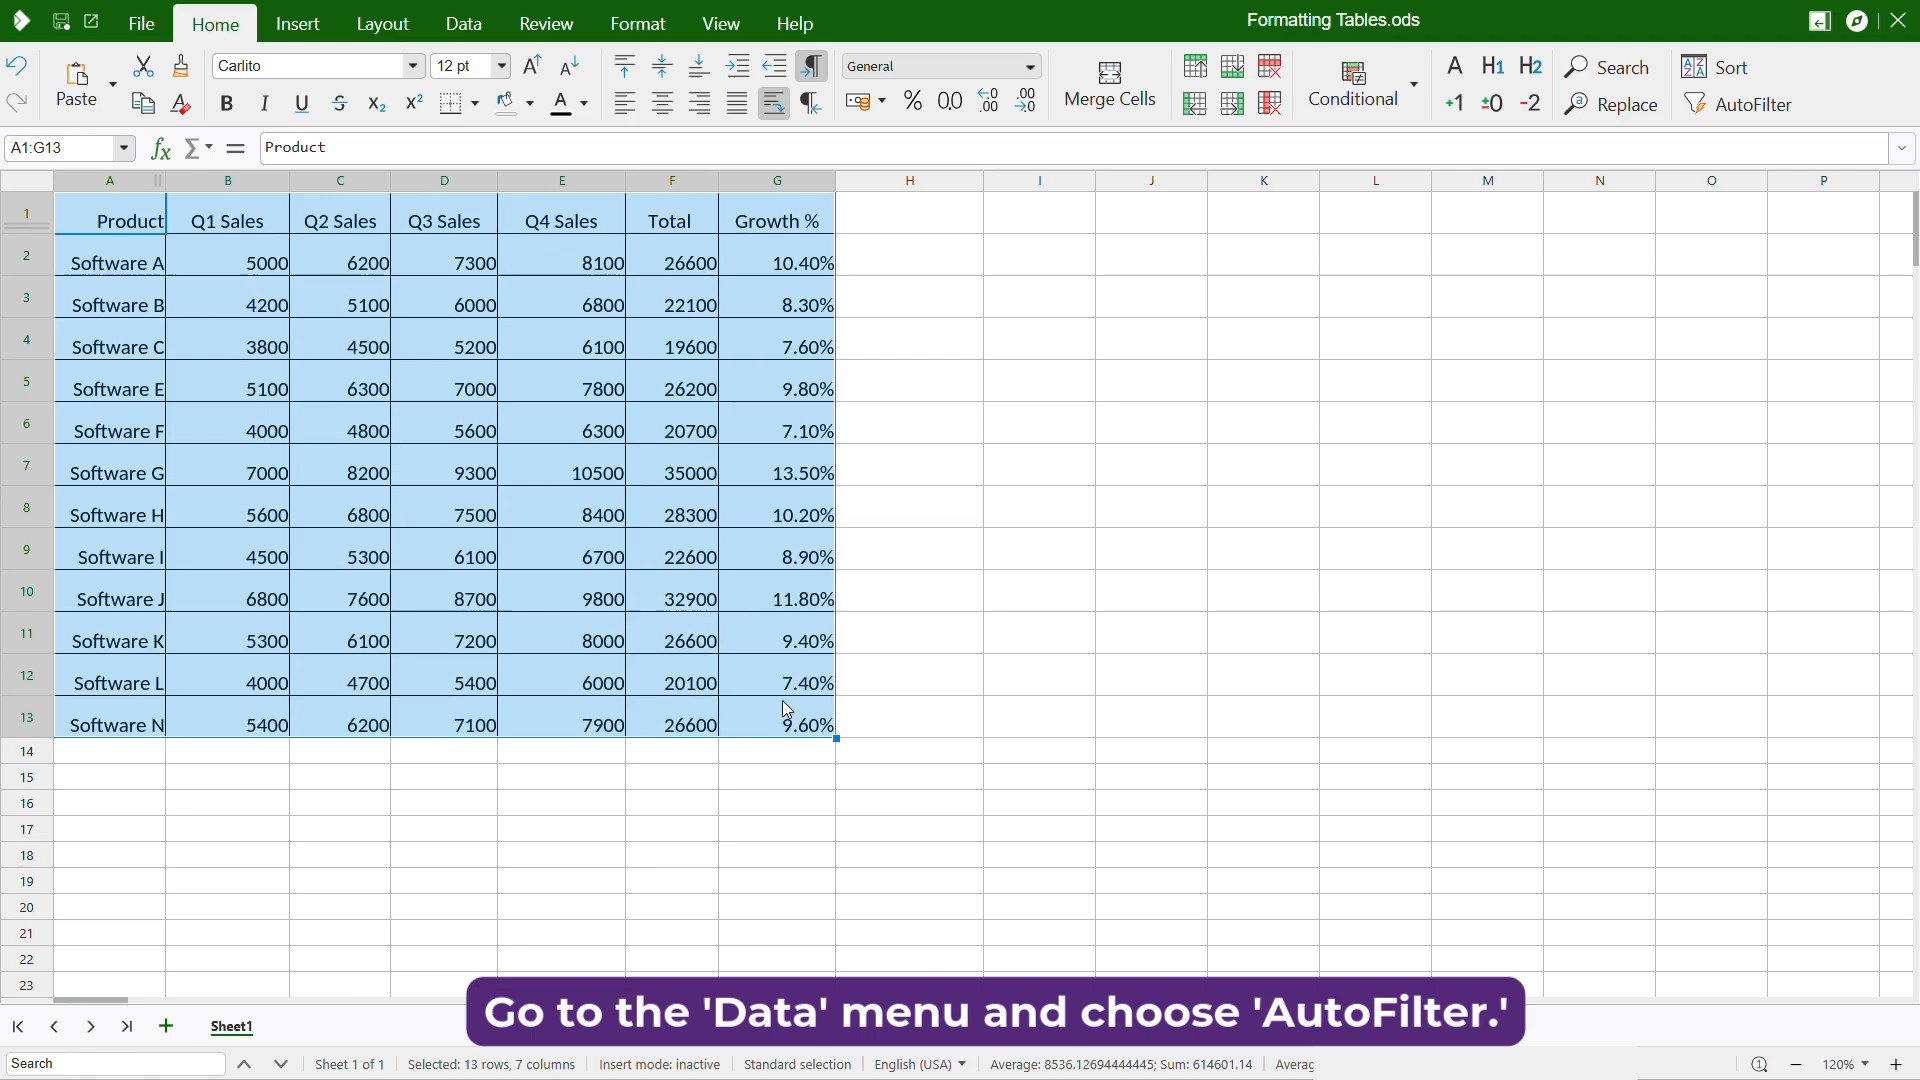 File Home Insert Layout Data Review Format View Help Formatting Tables.ods
Carlito 12 pt General A H1 H2 Search Sort
Paste Merge Cells Conditional
B I U S X₂ X² A % 0,0 .00 .00 +1 ±0 -2 Replace AutoFilter
A1:G13 fx Σ = Product
A B C D E F G H I J K L M N O P
1 Product Q1 Sales Q2 Sales Q3 Sales Q4 Sales Total Growth %
2 Software A 5000 6200 7300 8100 26600 10.40%
3 Software B 4200 5100 6000 6800 22100 8.30%
4 Software C 3800 4500 5200 6100 19600 7.60%
5 Software E 5100 6300 7000 7800 26200 9.80%
6 Software F 4000 4800 5600 6300 20700 7.10%
7 Software G 7000 8200 9300 10500 35000 13.50%
8 Software H 5600 6800 7500 8400 28300 10.20%
9 Software I 4500 5300 6100 6700 22600 8.90%
10 Software J 6800 7600 8700 9800 32900 11.80%
11 Software K 5300 6100 7200 8000 26600 9.40%
12 Software L 4000 4700 5400 6000 20100 7.40%
13 Software N 5400 6200 7100 7900 26600 9.60%
14
15
16
17
18
19
20
21
22
23
Go to the 'Data' menu and choose 'AutoFilter.'
Sheet1
Search Sheet 1 of 1 Selected: 13 rows, 7 columns Insert mode: inactive Standard selection English (USA) Average: 8536.12694444445; Sum: 614601.14 Averag 120%